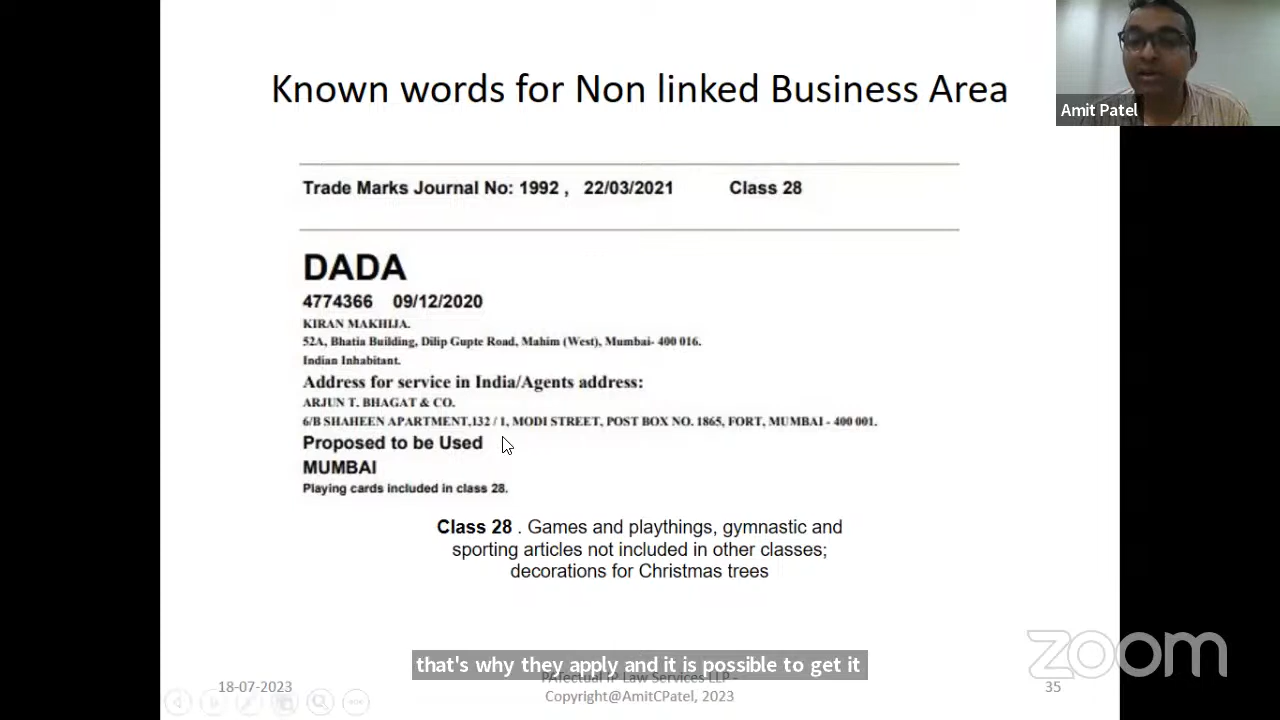 Known words for Non linked Business Area
Amit Patel
Trade Marks Journal No: 1992 , 22/03/2021 Class 28
DADA
4774366 09/12/2020
KIRAN MAKHIJA.
52A, Bhatia Building, Dilip Gupte Road, Mahim (West), Mumbai- 400 016.
Indian Inhabitant.
Address for service in India/Agents address:
ARJUN T. BHAGAT & CO.
6/B SHAHEEN APARTMENT,132 / 1, MODI STREET, POST BOX NO. 1865, FORT, MUMBAI - 400 001.
Proposed to be Used
MUMBAI
Playing cards included in class 28.
Class 28 . Games and playthings, gymnastic and
sporting articles not included in other classes;
decorations for Christmas trees
zoom
that's why they apply and it is possible to get it
18-07-2023
Law Services LLP -
Copyright@AmitCPatel, 2023
35